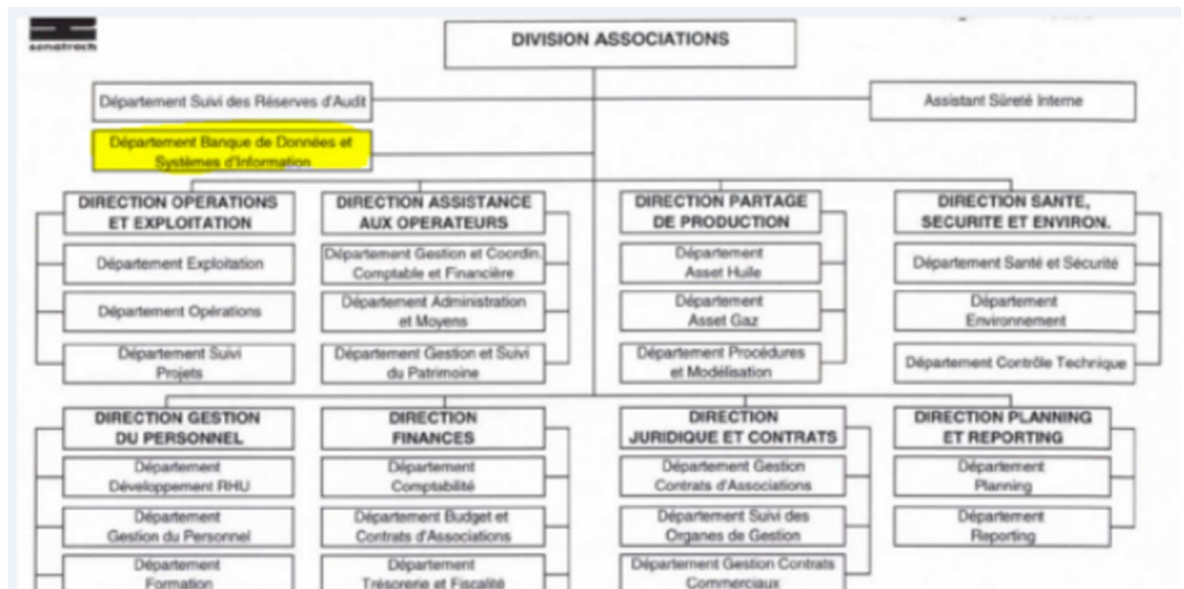 sonatrach
DIVISION ASSOCIATIONS
Département Suivi des Réserves d'Audit
Assistant Sûreté Interne
Département Banque de Données et
Systèmes d'Information
DIRECTION OPERATIONS
ET EXPLOITATION
Département Exploitation
Département Opérations
Département Suivi
Projets
DIRECTION ASSISTANCE
AUX OPERATEURS
Département Gestion et Coordin.
Comptable et Financière
Département Administration
et Moyens
Département Gestion et Suivi
du Patrimoine
DIRECTION PARTAGE
DE PRODUCTION
Département
Asset Huile
Département
Asset Gaz
Département Procédures
et Modélisation
DIRECTION SANTE,
SECURITE ET ENVIRON.
Département Santé et Sécurité
Département
Environnement
Département Contrôle Technique
DIRECTION GESTION
DU PERSONNEL
Département
Développement RHU
Département
Gestion du Personnel
Département
Formation
DIRECTION
FINANCES
Département
Comptabilité
Département Budget et
Contrats d'Associations
Département
Trésorerie et Fiscalité
DIRECTION
JURIDIQUE ET CONTRATS
Département Gestion
Contrats d'Associations
Département Suivi des
Organes de Gestion
Département Gestion Contrats
Commerciaux
DIRECTION PLANNING
ET REPORTING
Département
Planning
Département
Reporting